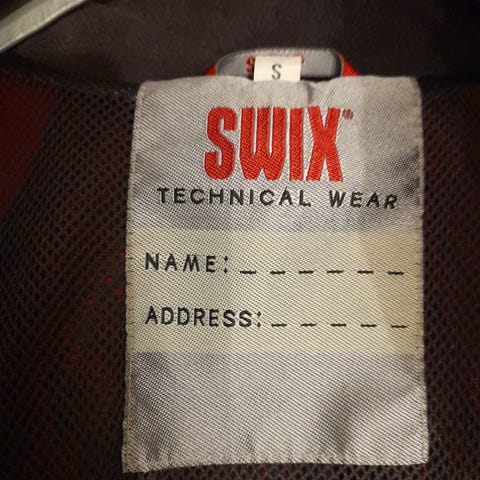 S
SWIX
TECHNICAL WEAR
NAME: _ _ _ _ _ _
ADDRESS: _ _ _ _ _